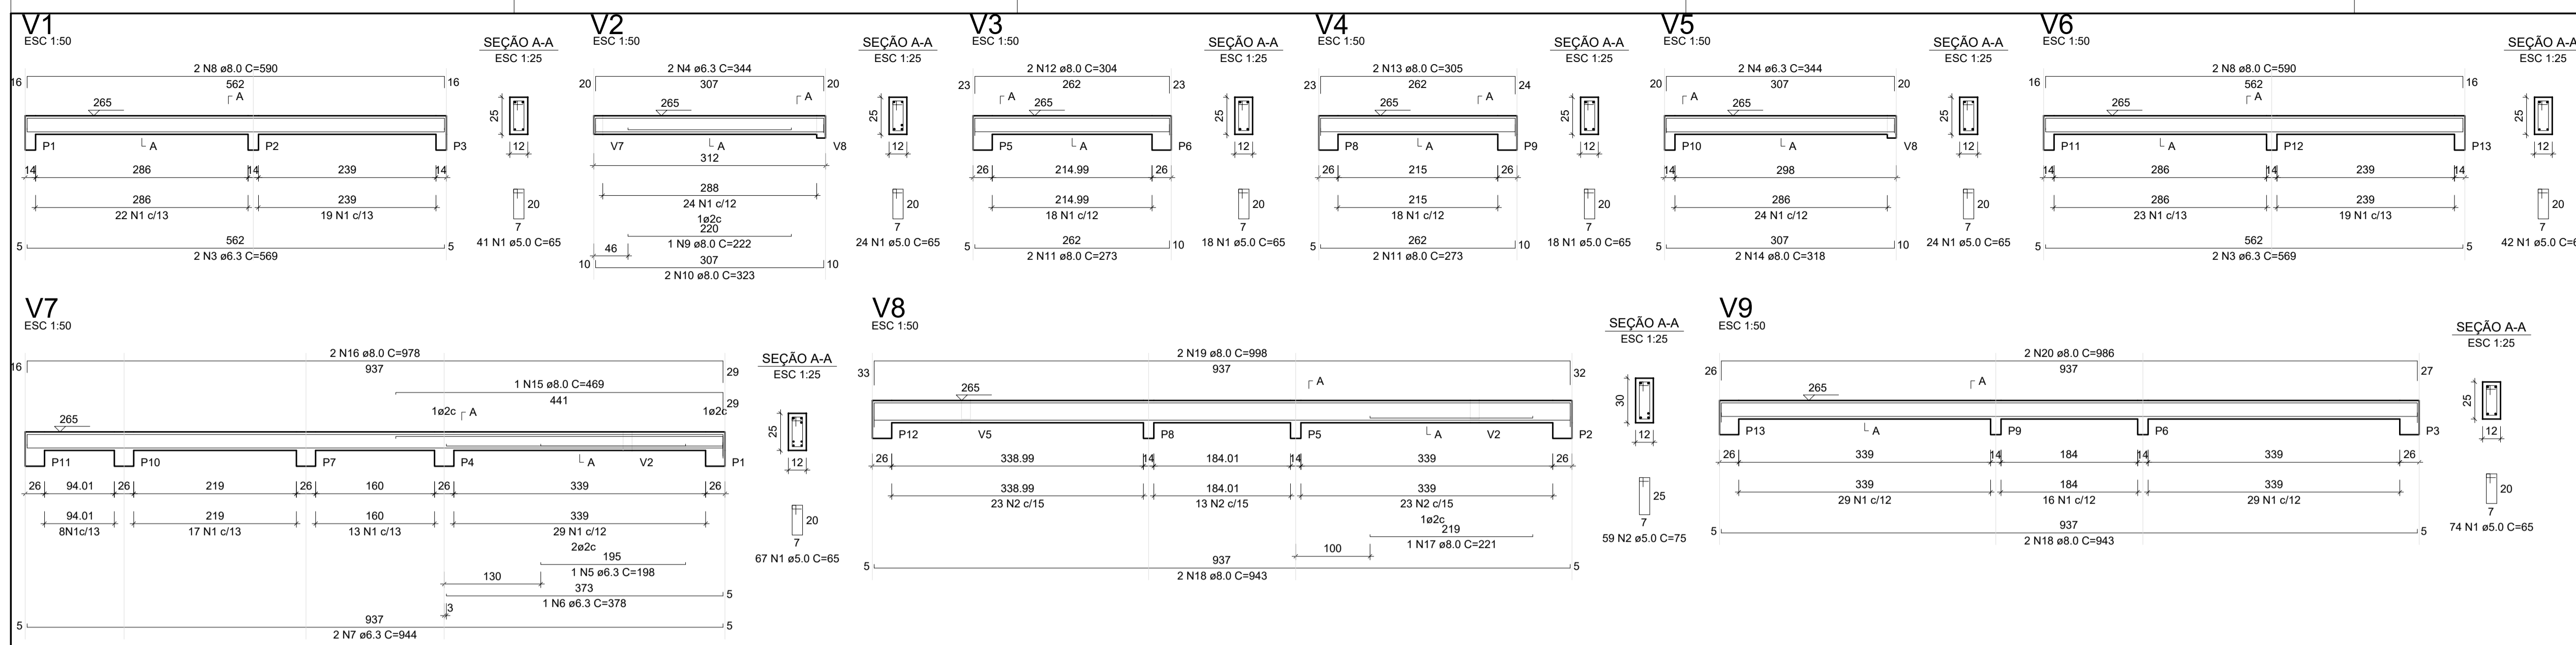 V1
ESC 1:50
SEÇÃO A-A
ESC 1:25
2 N8 ø8.0 C=590
16 562 16
A
265
25
12
P1 A P2 P3
14 286 14 239 14
286 239
22 N1 c/13 19 N1 c/13
20
7
41 N1 ø5.0 C=65
5 562 5
2 N3 ø6.3 C=569
V2
ESC 1:50
SEÇÃO A-A
ESC 1:25
2 N4 ø6.3 C=344
20 307 20
A
265
25
12
V7 A V8
312
288
24 N1 c/12
1ø2c
220
1 N9 ø8.0 C=222
46
20
7
24 N1 ø5.0 C=65
10 307 10
2 N10 ø8.0 C=323
V3
ESC 1:50
SEÇÃO A-A
ESC 1:25
2 N12 ø8.0 C=304
23 262 23
A
265
25
12
P5 A P6
26 214.99 26
214.99
18 N1 c/12
20
7
18 N1 ø5.0 C=65
5 262 10
2 N11 ø8.0 C=273
V4
ESC 1:50
SEÇÃO A-A
ESC 1:25
2 N13 ø8.0 C=305
23 262 24
A
265
25
12
P8 A P9
26 215 26
215
18 N1 c/12
20
7
18 N1 ø5.0 C=65
5 262 10
2 N11 ø8.0 C=273
V5
ESC 1:50
SEÇÃO A-A
ESC 1:25
2 N4 ø6.3 C=344
20 307 20
A
265
25
12
P10 A V8
14 298
286
24 N1 c/12
20
7
24 N1 ø5.0 C=65
5 307 10
2 N14 ø8.0 C=318
V6
ESC 1:50
SEÇÃO A-A
ESC 1:25
2 N8 ø8.0 C=590
16 562 16
A
265
25
12
P11 A P12 P13
14 286 14 239 14
286 239
23 N1 c/13 19 N1 c/13
20
7
42 N1 ø5.0 C=6
5 562 5
2 N3 ø6.3 C=569
V7
ESC 1:50
SEÇÃO A-A
ESC 1:25
2 N16 ø8.0 C=978
16 937 29
1 N15 ø8.0 C=469
441 29
1ø2c A 1ø2c
265
25
12
P11 P10 P7 P4 A V2 P1
26 94.01 26 219 26 160 26 339 26
94.01 219 160 339
8N1c/13 17 N1 c/13 13 N1 c/13 29 N1 c/12
20
7
67 N1 ø5.0 C=65
2ø2c
195
1 N5 ø6.3 C=198
130
373 5
1 N6 ø6.3 C=378
3
5 937 5
2 N7 ø6.3 C=944
V8
ESC 1:50
SEÇÃO A-A
ESC 1:25
2 N19 ø8.0 C=998
33 937 32
A
265
30
12
P12 V5 P8 P5 A V2 P2
26 338.99 14 184.01 14 339 26
338.99 184.01 339
23 N2 c/15 13 N2 c/15 23 N2 c/15
25
7
59 N2 ø5.0 C=75
1ø2c
219
1 N17 ø8.0 C=221
100
5 937 5
2 N18 ø8.0 C=943
V9
ESC 1:50
SEÇÃO A-A
ESC 1:25
2 N20 ø8.0 C=986
26 937 27
A
265
25
12
P13 A P9 P6 P3
26 339 14 184 14 339 26
339 184 339
29 N1 c/12 16 N1 c/12 29 N1 c/12
20
7
74 N1 ø5.0 C=65
5 937 5
2 N18 ø8.0 C=943